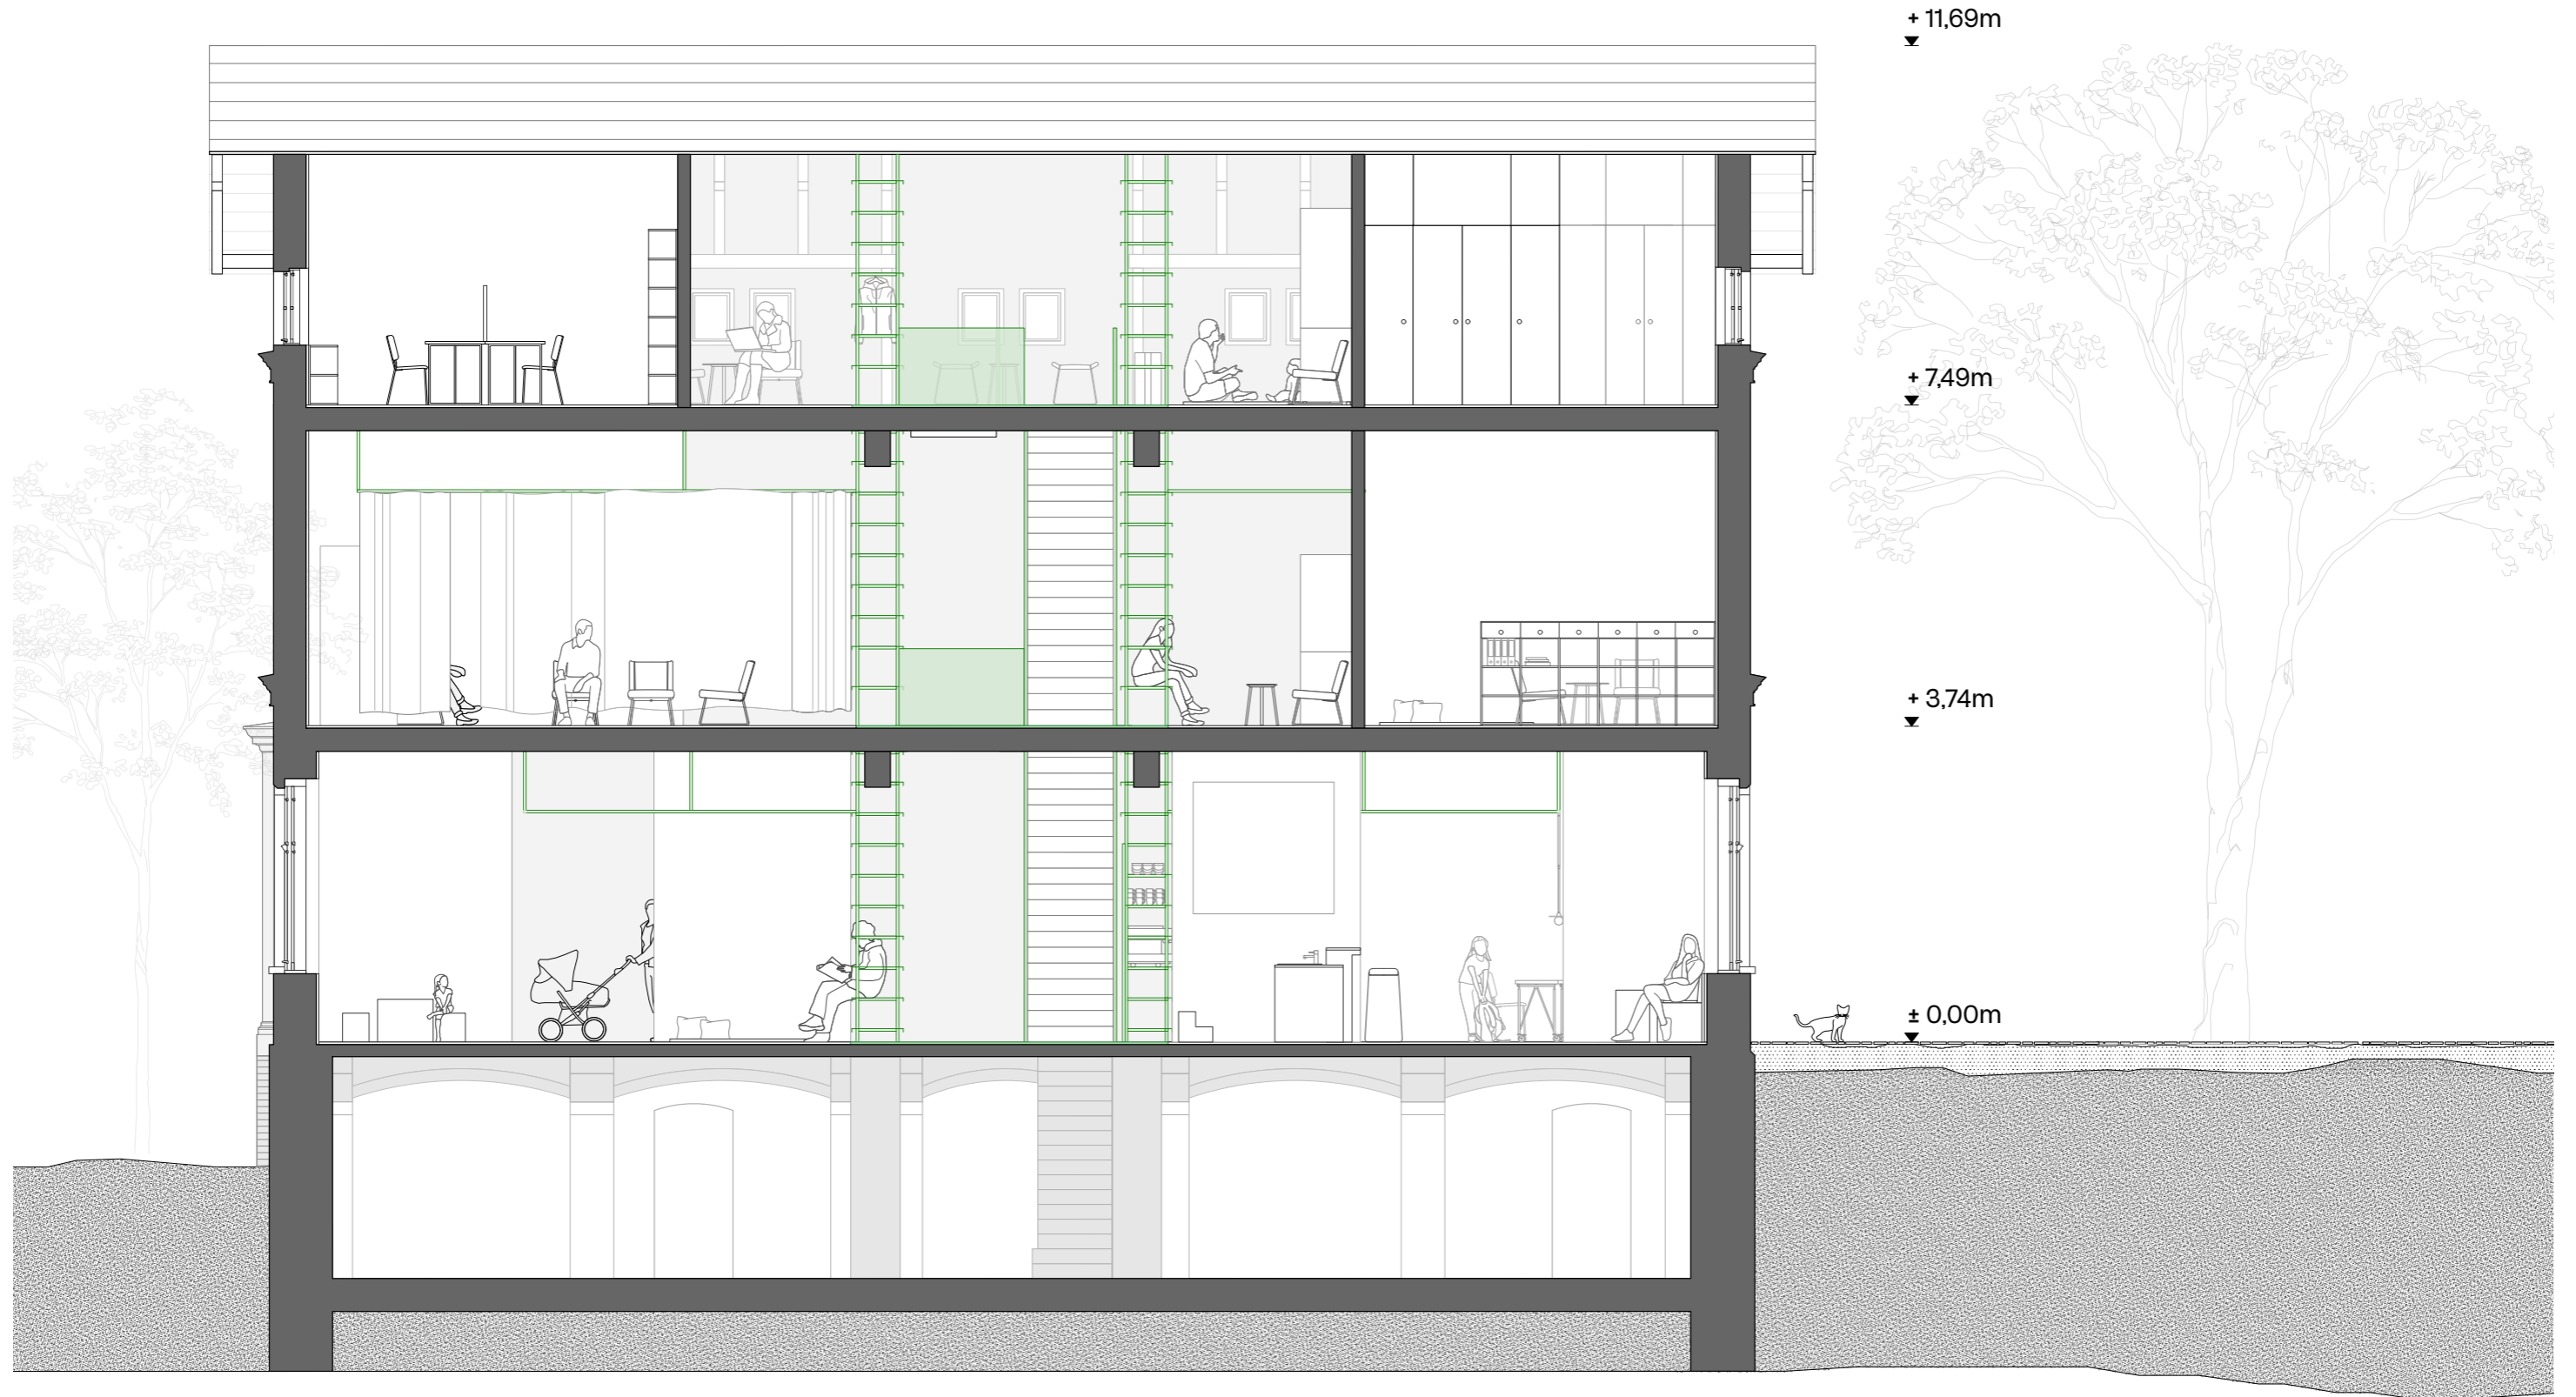 + 11,69m
+ 7,49m
+ 3,74m
± 0,00m